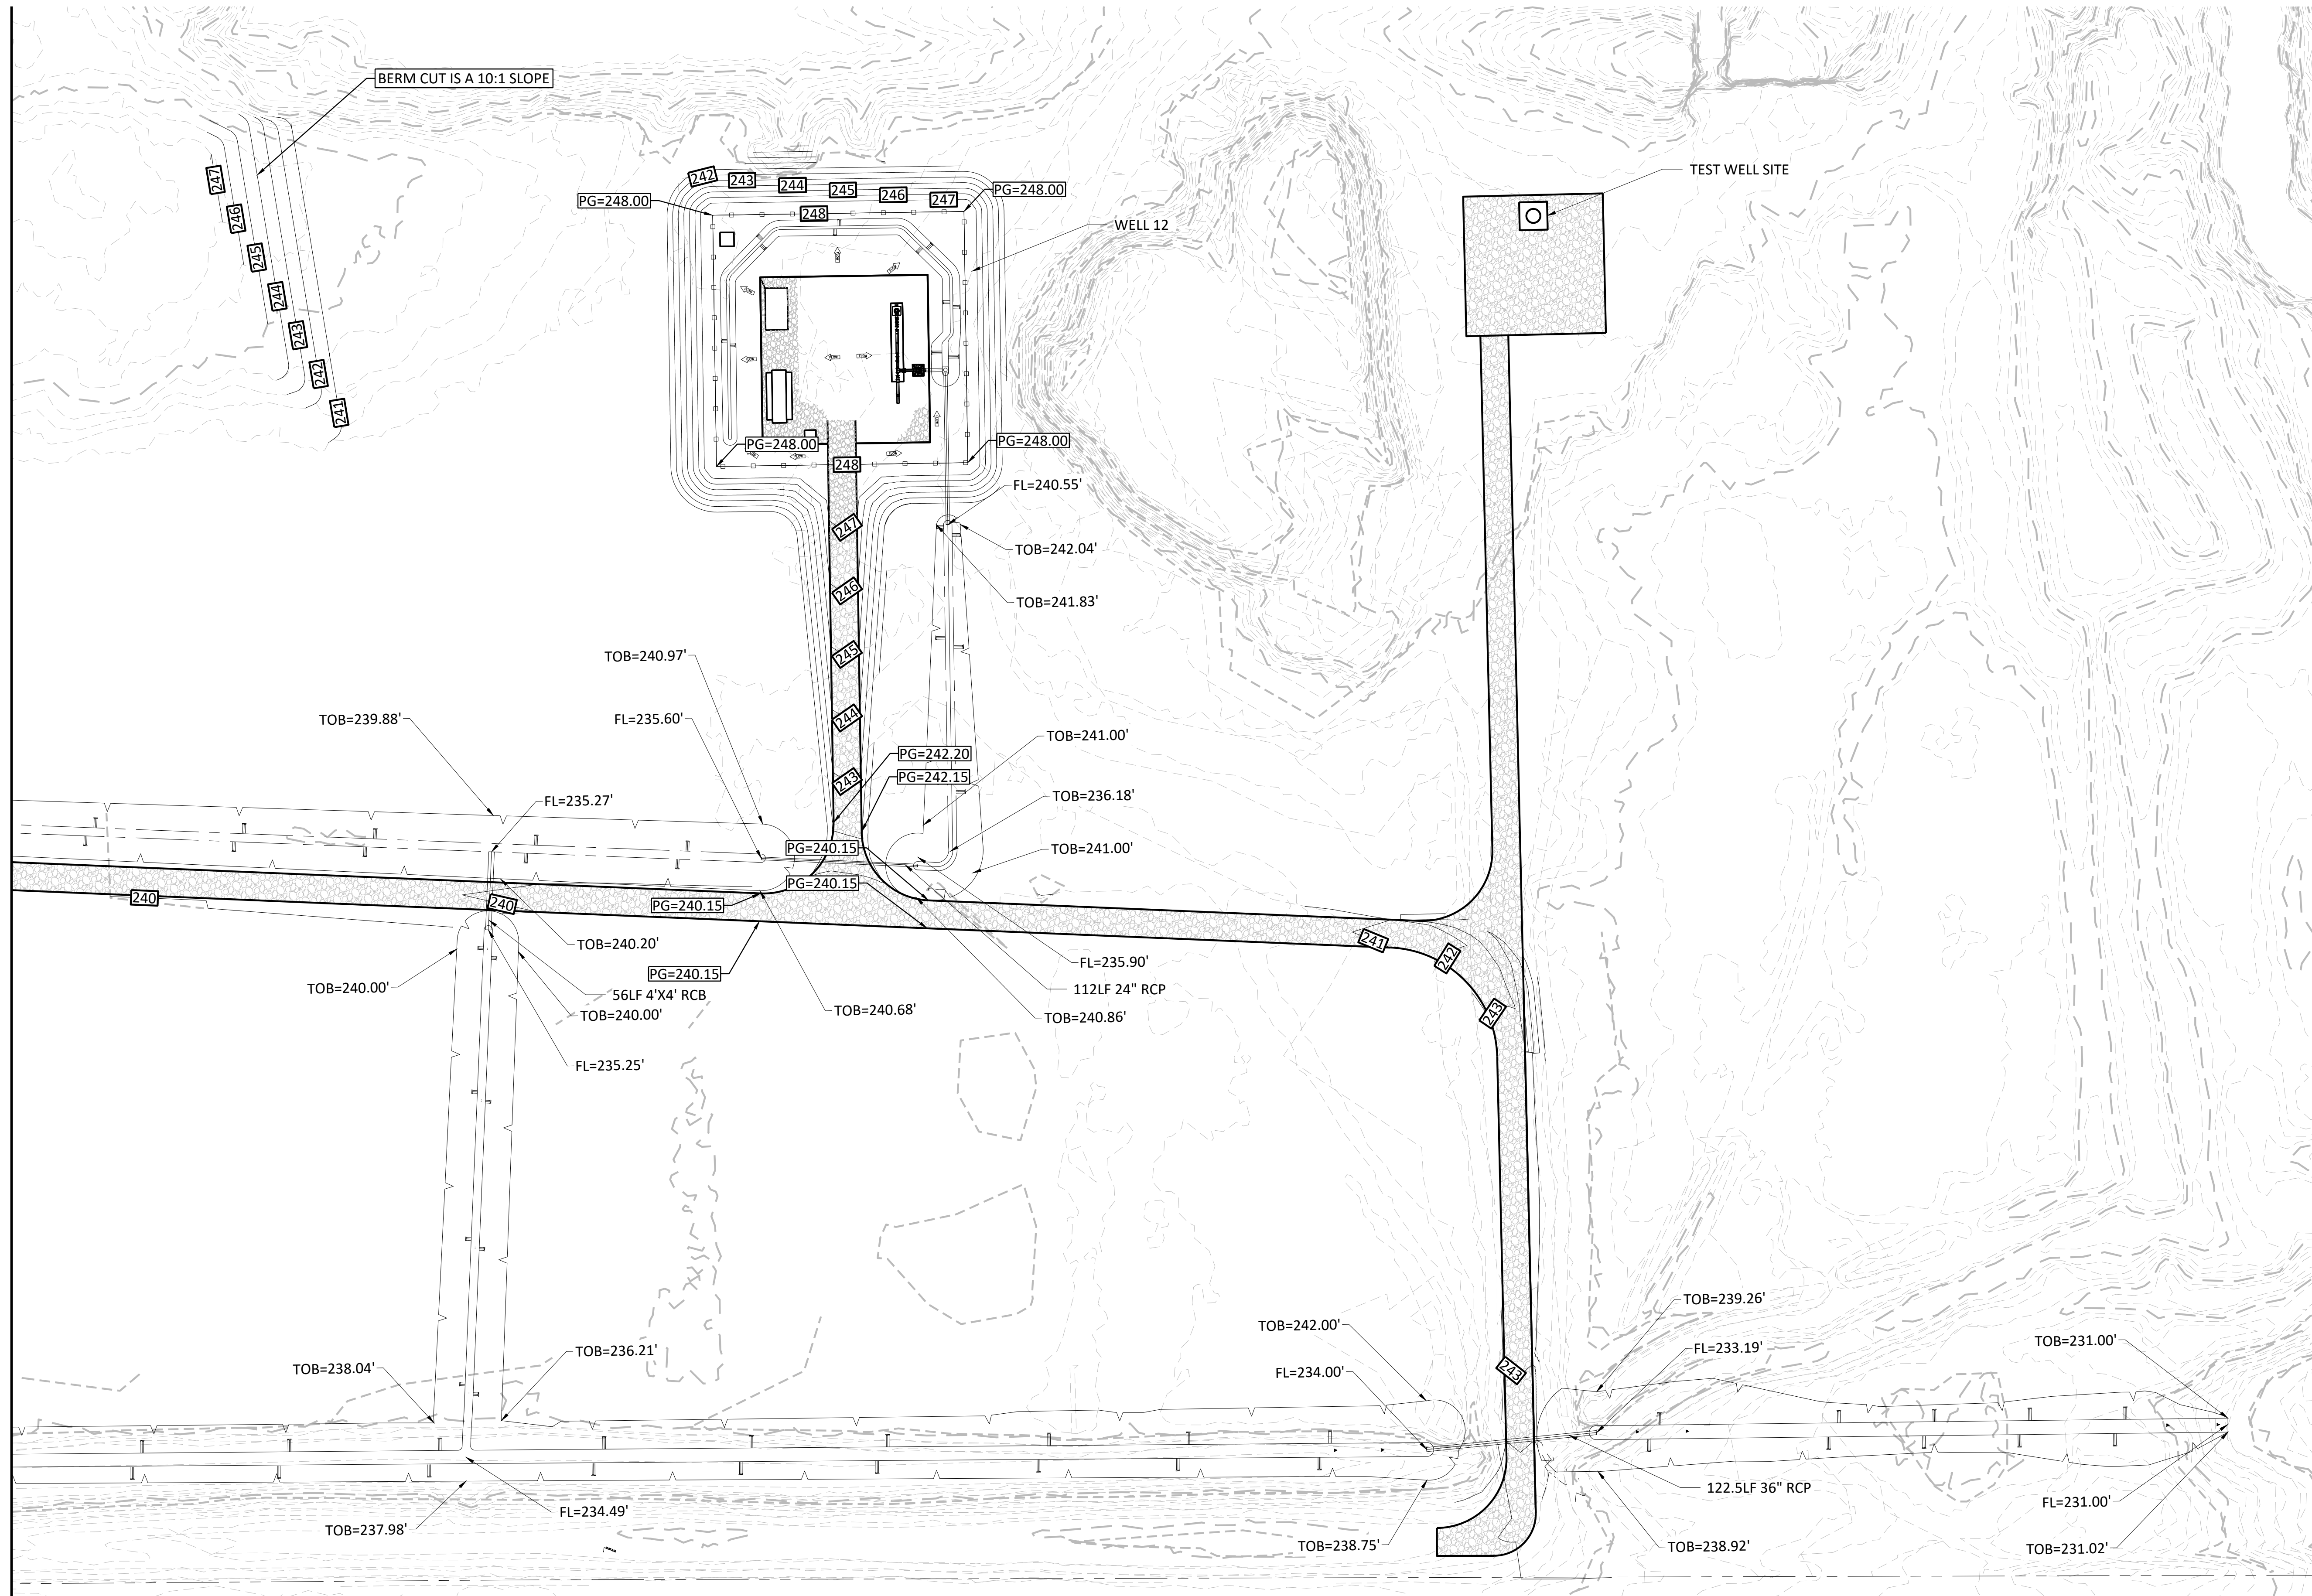 BERM CUT IS A 10:1 SLOPE
TEST WELL SITE
242
243
244
245
246
247
PG=248.00
PG=248.00
248
WELL 12
247
246
245
244
243
242
241
PG=248.00
PG=248.00
248
FL=240.55'
247
TOB=242.04'
246
TOB=241.83'
245
TOB=240.97'
TOB=239.88'
FL=235.60'
244
TOB=241.00'
PG=242.20
PG=242.15
243
TOB=236.18'
FL=235.27'
PG=240.15
TOB=241.00'
PG=240.15
240
240
PG=240.15
TOB=240.20'
241
242
FL=235.90'
PG=240.15
TOB=240.00'
56LF 4'X4' RCB
112LF 24" RCP
TOB=240.00'
TOB=240.68'
TOB=240.86'
243
FL=235.25'
TOB=239.26'
TOB=242.00'
TOB=231.00'
TOB=236.21'
FL=233.19'
TOB=238.04'
FL=234.00'
243
122.5LF 36" RCP
FL=231.00'
FL=234.49'
TOB=237.98'
TOB=238.75'
TOB=238.92'
TOB=231.02'